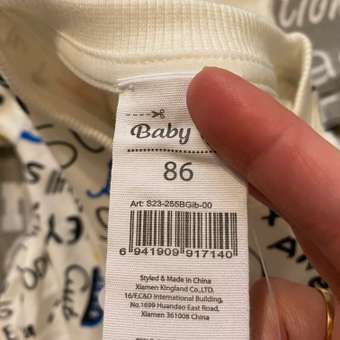 Baby
86
Art: S23-255BGib-00
6 941909 917140
Styled & Made in China
Xiamen Kingland CO.,LTD.
16/F,C&D International Building,
No.1699 Huandao East Road,
Xiamen 361008 China